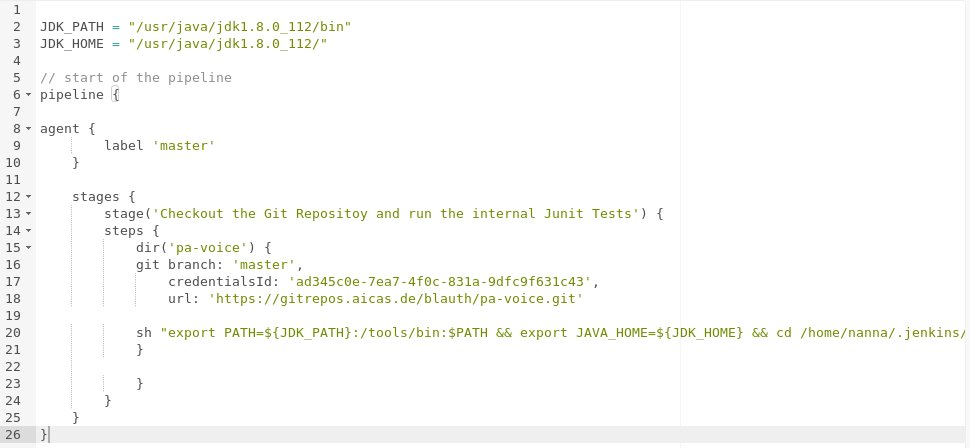 1
2 JDK_PATH = "/usr/java/jdk1.8.0_112/bin"
3 JDK_HOME = "/usr/java/jdk1.8.0_112/"
4
5 // start of the pipeline
6 pipeline {
7
8 agent {
9 label 'master'
10 }
11
12 stages {
13 stage('Checkout the Git Repositoy and run the internal Junit Tests') {
14 steps {
15 dir('pa-voice') {
16 git branch: 'master',
17 credentialsId: 'ad345c0e-7ea7-4f0c-831a-9dfc9f631c43',
18 url: 'https://gitrepos.aicas.de/blauth/pa-voice.git'
19
20 sh "export PATH=${JDK_PATH}:/tools/bin:$PATH && export JAVA_HOME=${JDK_HOME} && cd /home/nanna/.jenkins/
21 }
22
23 }
24 }
25 }
26 }